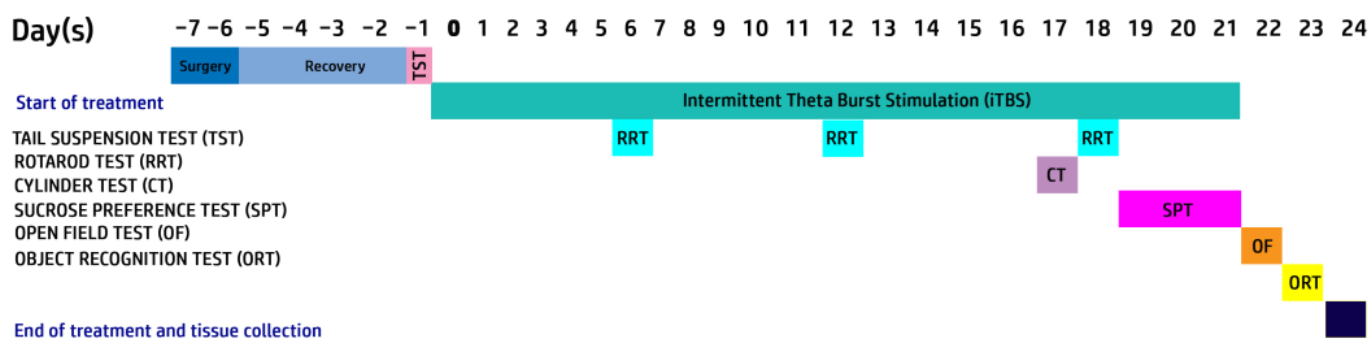 Day(s) −7 −6 −5 −4 −3 −2 −1 0 1 2 3 4 5 6 7 8 9 10 11 12 13 14 15 16 17 18 19 20 21 22 23 24
Surgery Recovery TST
Start of treatment Intermittent Theta Burst Stimulation (iTBS)
TAIL SUSPENSION TEST (TST) RRT RRT RRT
ROTAROD TEST (RRT)
CT
CYLINDER TEST (CT)
SUCROSE PREFERENCE TEST (SPT) SPT
OPEN FIELD TEST (OF)
OF
OBJECT RECOGNITION TEST (ORT)
ORT
End of treatment and tissue collection